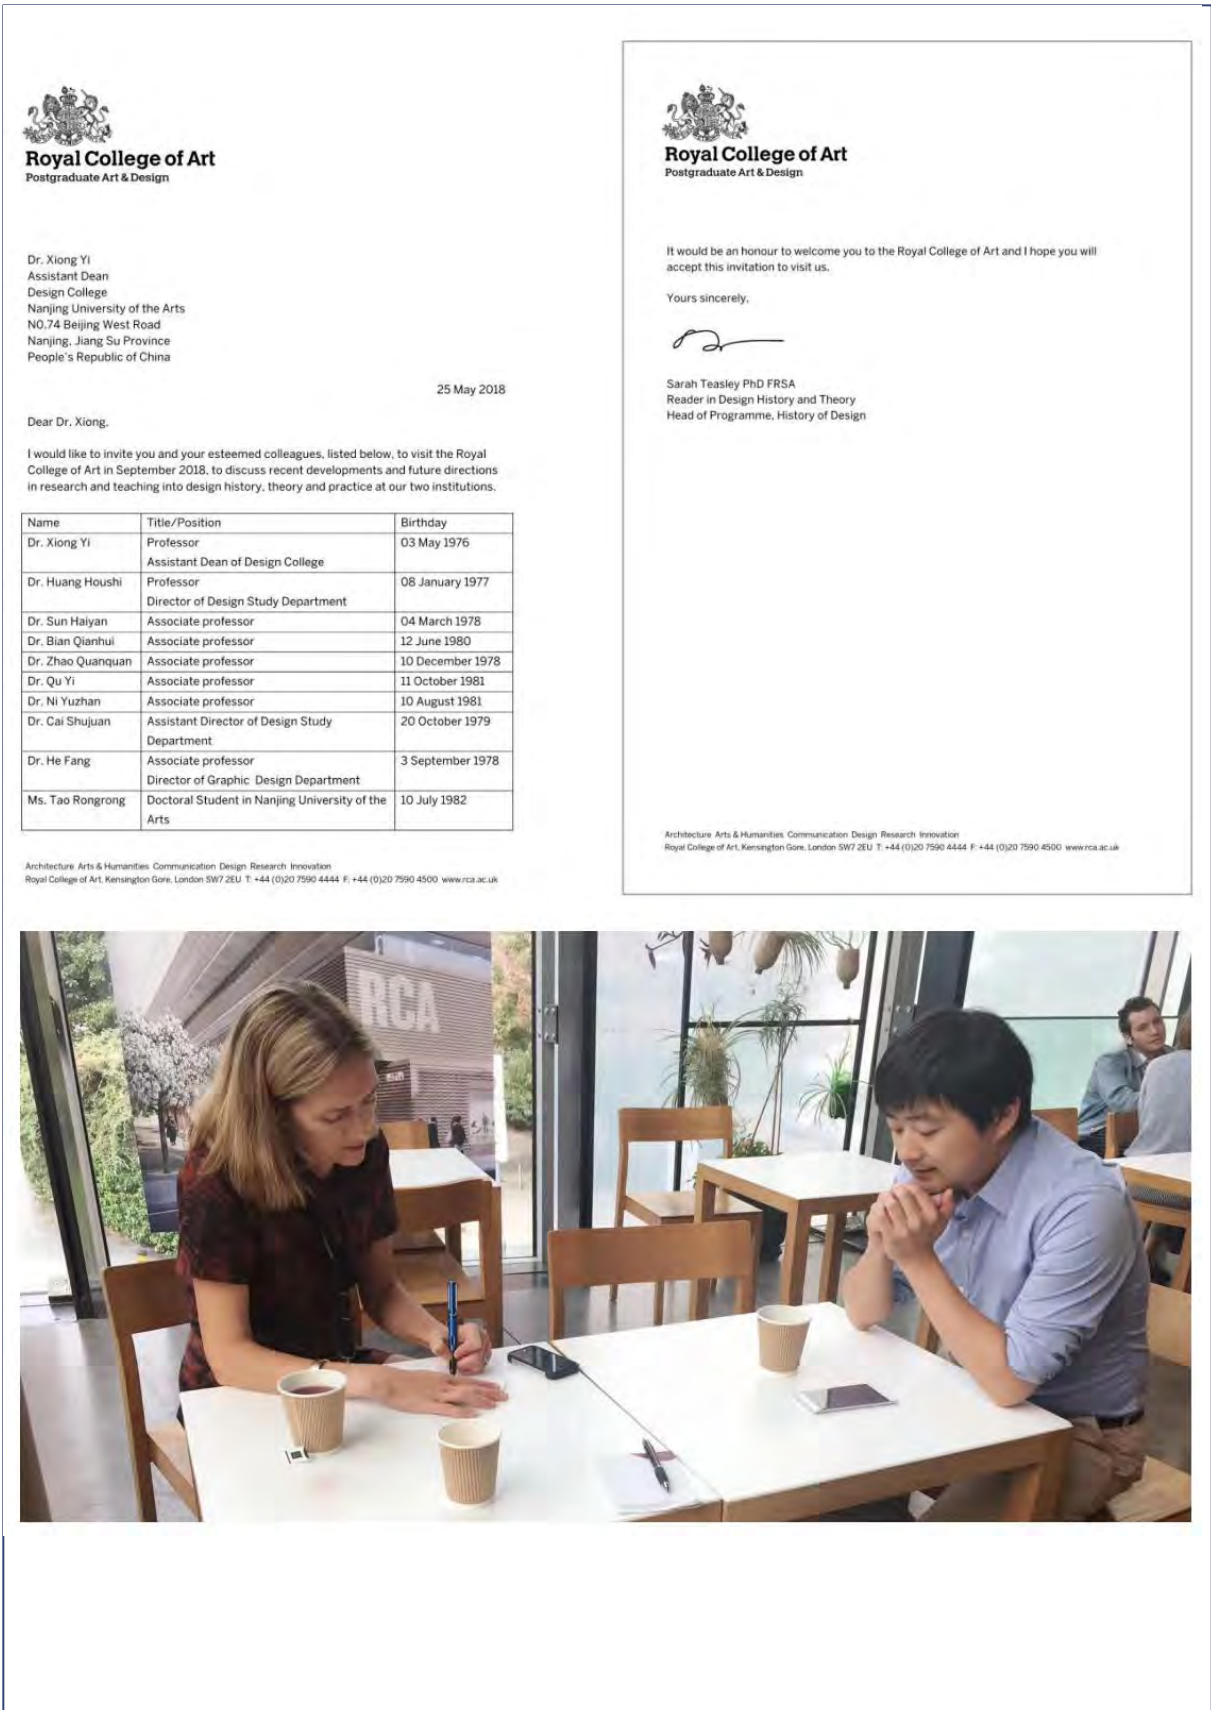 Royal College of Art
Postgraduate Art & Design
Dr. Xiong Yi
Assistant Dean
Design College
Nanjing University of the Arts
NO.74 Beijing West Road
Nanjing, Jiang Su Province
People's Republic of China
25 May 2018
Dear Dr. Xiong,
I would like to invite you and your esteemed colleagues, listed below, to visit the Royal
College of Art in September 2018, to discuss recent developments and future directions
in research and teaching into design history, theory and practice at our two institutions.
Name Title/Position Birthday
Dr. Xiong Yi Professor 03 May 1976
Assistant Dean of Design College
Dr. Huang Houshi Professor 08 January 1977
Director of Design Study Department
Dr. Sun Haiyan Associate professor 04 March 1978
Dr. Bian Qianhui Associate professor 12 June 1980
Dr. Zhao Quanquan Associate professor 10 December 1978
Dr. Qu Yi Associate professor 11 October 1981
Dr. Ni Yuzhan Associate professor 10 August 1981
Dr. Cai Shujuan Assistant Director of Design Study 20 October 1979
Department
Dr. He Fang Associate professor 3 September 1978
Director of Graphic Design Department
Ms. Tao Rongrong Doctoral Student in Nanjing University of the 10 July 1982
Arts
Architecture Arts & Humanities Communication Design Research Innovation
Royal College of Art, Kensington Gore, London SW7 2EU T: +44 (0)20 7590 4444 F: +44 (0)20 7590 4500 www.rca.ac.uk
Royal College of Art
Postgraduate Art & Design
It would be an honour to welcome you to the Royal College of Art and I hope you will
accept this invitation to visit us.
Yours sincerely,
Sarah Teasley PhD FRSA
Reader in Design History and Theory
Head of Programme, History of Design
Architecture Arts & Humanities Communication Design Research Innovation
Royal College of Art, Kensington Gore, London SW7 2EU T: +44 (0)20 7590 4444 F: +44 (0)20 7590 4500 www.rca.ac.uk
RCA